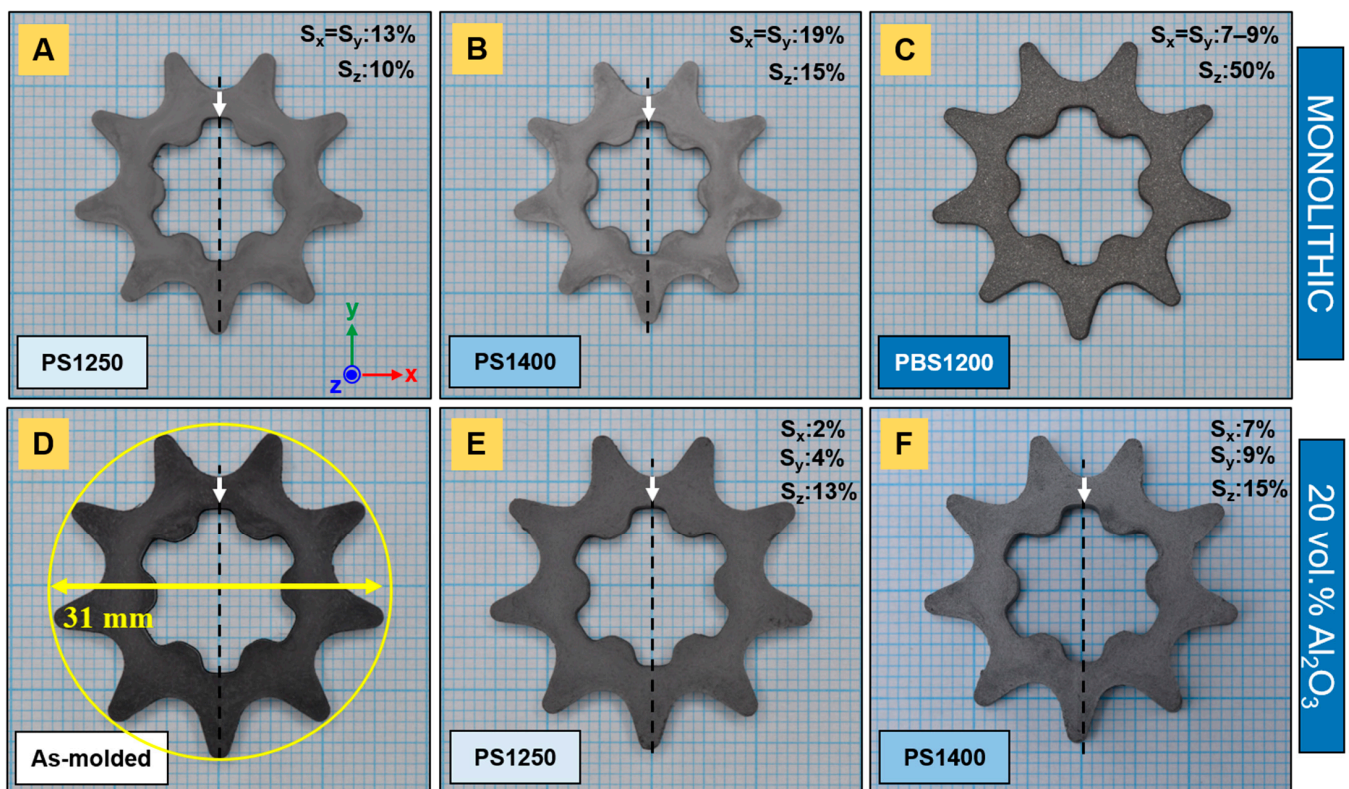 A
Sx=Sy:13%
Sz:10%
PS1250
y
z
x
B
Sx=Sy:19%
Sz:15%
PS1400
C
Sx=Sy:7–9%
Sz:50%
PBS1200
MONOLITHIC
D
31 mm
As-molded
E
Sx:2%
Sy:4%
Sz:13%
PS1250
F
Sx:7%
Sy:9%
Sz:15%
PS1400
20 vol.% Al2O3